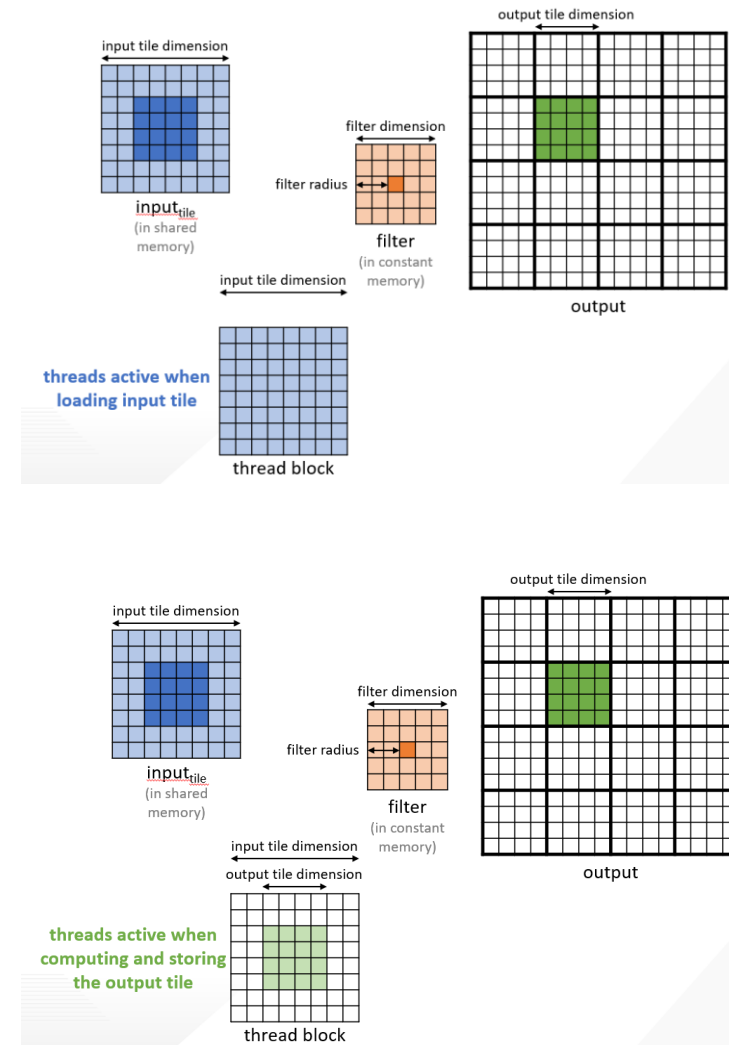 output tile dimension
input tile dimension
filter dimension
filter radius
input tile
(in shared
memory)
filter
(in constant
memory)
input tile dimension
output
threads active when
loading input tile
thread block
output tile dimension
input tile dimension
filter dimension
filter radius
input tile
(in shared
memory)
filter
(in constant
memory)
input tile dimension
output
output tile dimension
threads active when
computing and storing
the output tile
thread block